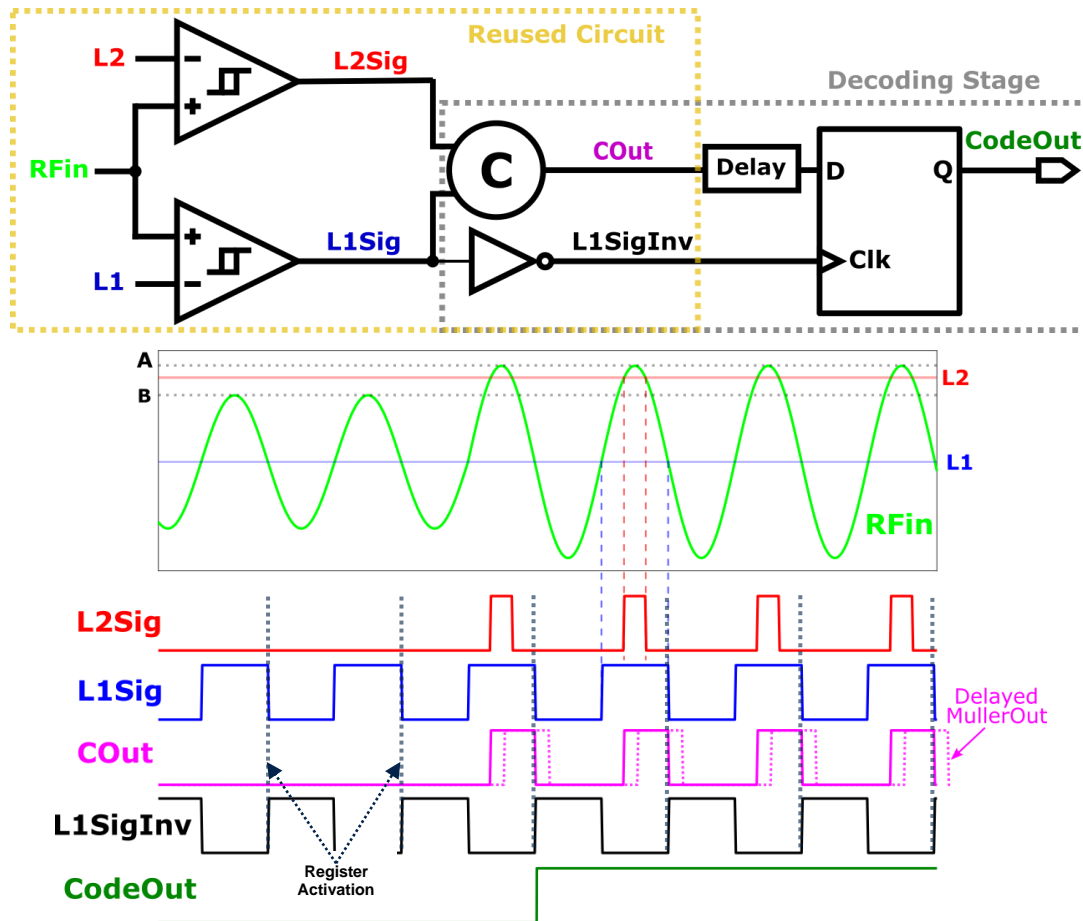 Reused Circuit
L2
-
+
L2Sig
Decoding Stage
RFin
C
COut
Delay
D
Q
CodeOut
+
-
L1
L1Sig
L1SigInv
Clk
A
B
L2
L1
RFin
L2Sig
L1Sig
Delayed
MullerOut
COut
L1SigInv
Register
Activation
CodeOut